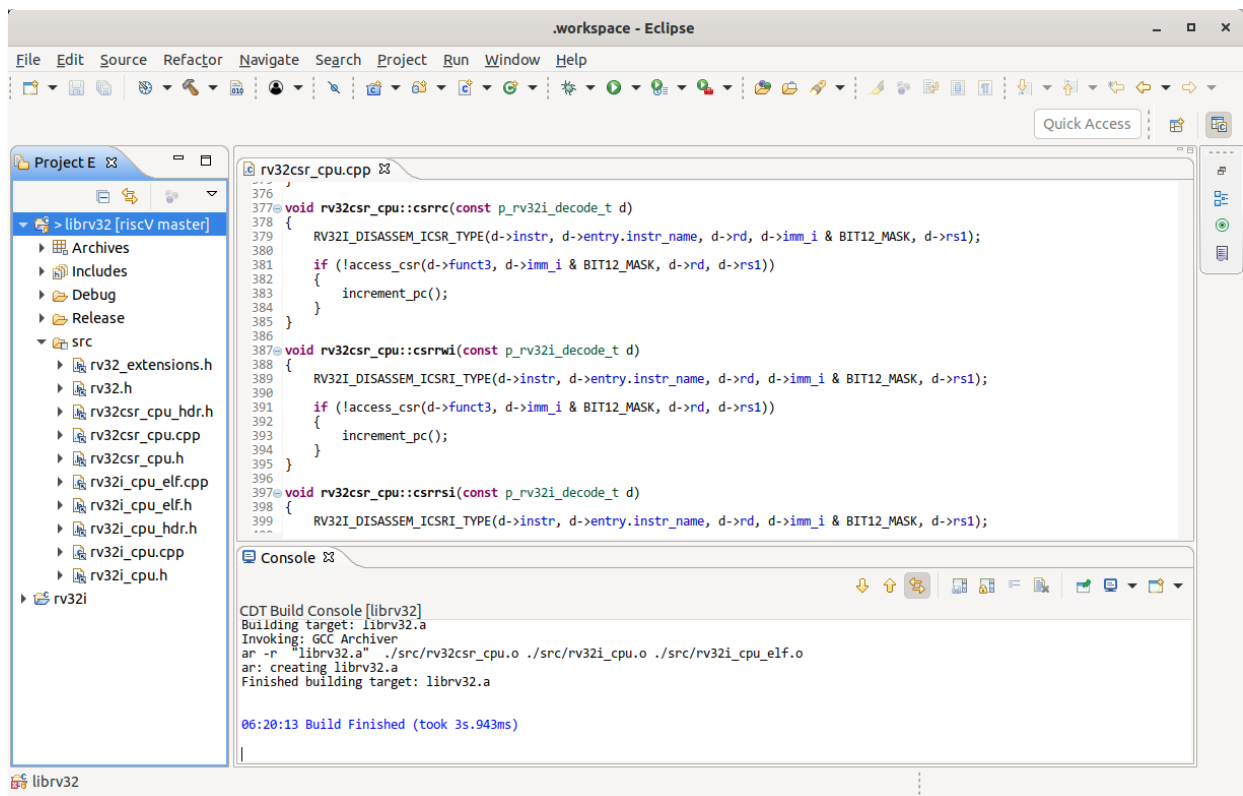 .workspace - Eclipse
File Edit Source Refactor Navigate Search Project Run Window Help
Quick Access
Project E
> librv32 [riscV master]
Archives
Includes
Debug
Release
src
rv32_extensions.h
rv32.h
rv32csr_cpu_hdr.h
rv32csr_cpu.cpp
rv32csr_cpu.h
rv32i_cpu_elf.cpp
rv32i_cpu_elf.h
rv32i_cpu_hdr.h
rv32i_cpu.cpp
rv32i_cpu.h
rv32i
rv32csr_cpu.cpp
376
377 void rv32csr_cpu::csrrc(const p_rv32i_decode_t d)
378 {
379 RV32I_DISASSEM_ICSR_TYPE(d->instr, d->entry.instr_name, d->rd, d->imm_i & BIT12_MASK, d->rs1);
380
381 if (!access_csr(d->funct3, d->imm_i & BIT12_MASK, d->rd, d->rs1))
382 {
383 increment_pc();
384 }
385 }
386
387 void rv32csr_cpu::csrrwi(const p_rv32i_decode_t d)
388 {
389 RV32I_DISASSEM_ICSRI_TYPE(d->instr, d->entry.instr_name, d->rd, d->imm_i & BIT12_MASK, d->rs1);
390
391 if (!access_csr(d->funct3, d->imm_i & BIT12_MASK, d->rd, d->rs1))
392 {
393 increment_pc();
394 }
395 }
396
397 void rv32csr_cpu::csrrsi(const p_rv32i_decode_t d)
398 {
399 RV32I_DISASSEM_ICSRI_TYPE(d->instr, d->entry.instr_name, d->rd, d->imm_i & BIT12_MASK, d->rs1);
Console
CDT Build Console [librv32]
Building target: librv32.a
Invoking: GCC Archiver
ar -r "librv32.a" ./src/rv32csr_cpu.o ./src/rv32i_cpu.o ./src/rv32i_cpu_elf.o
ar: creating librv32.a
Finished building target: librv32.a
06:20:13 Build Finished (took 3s.943ms)
librv32